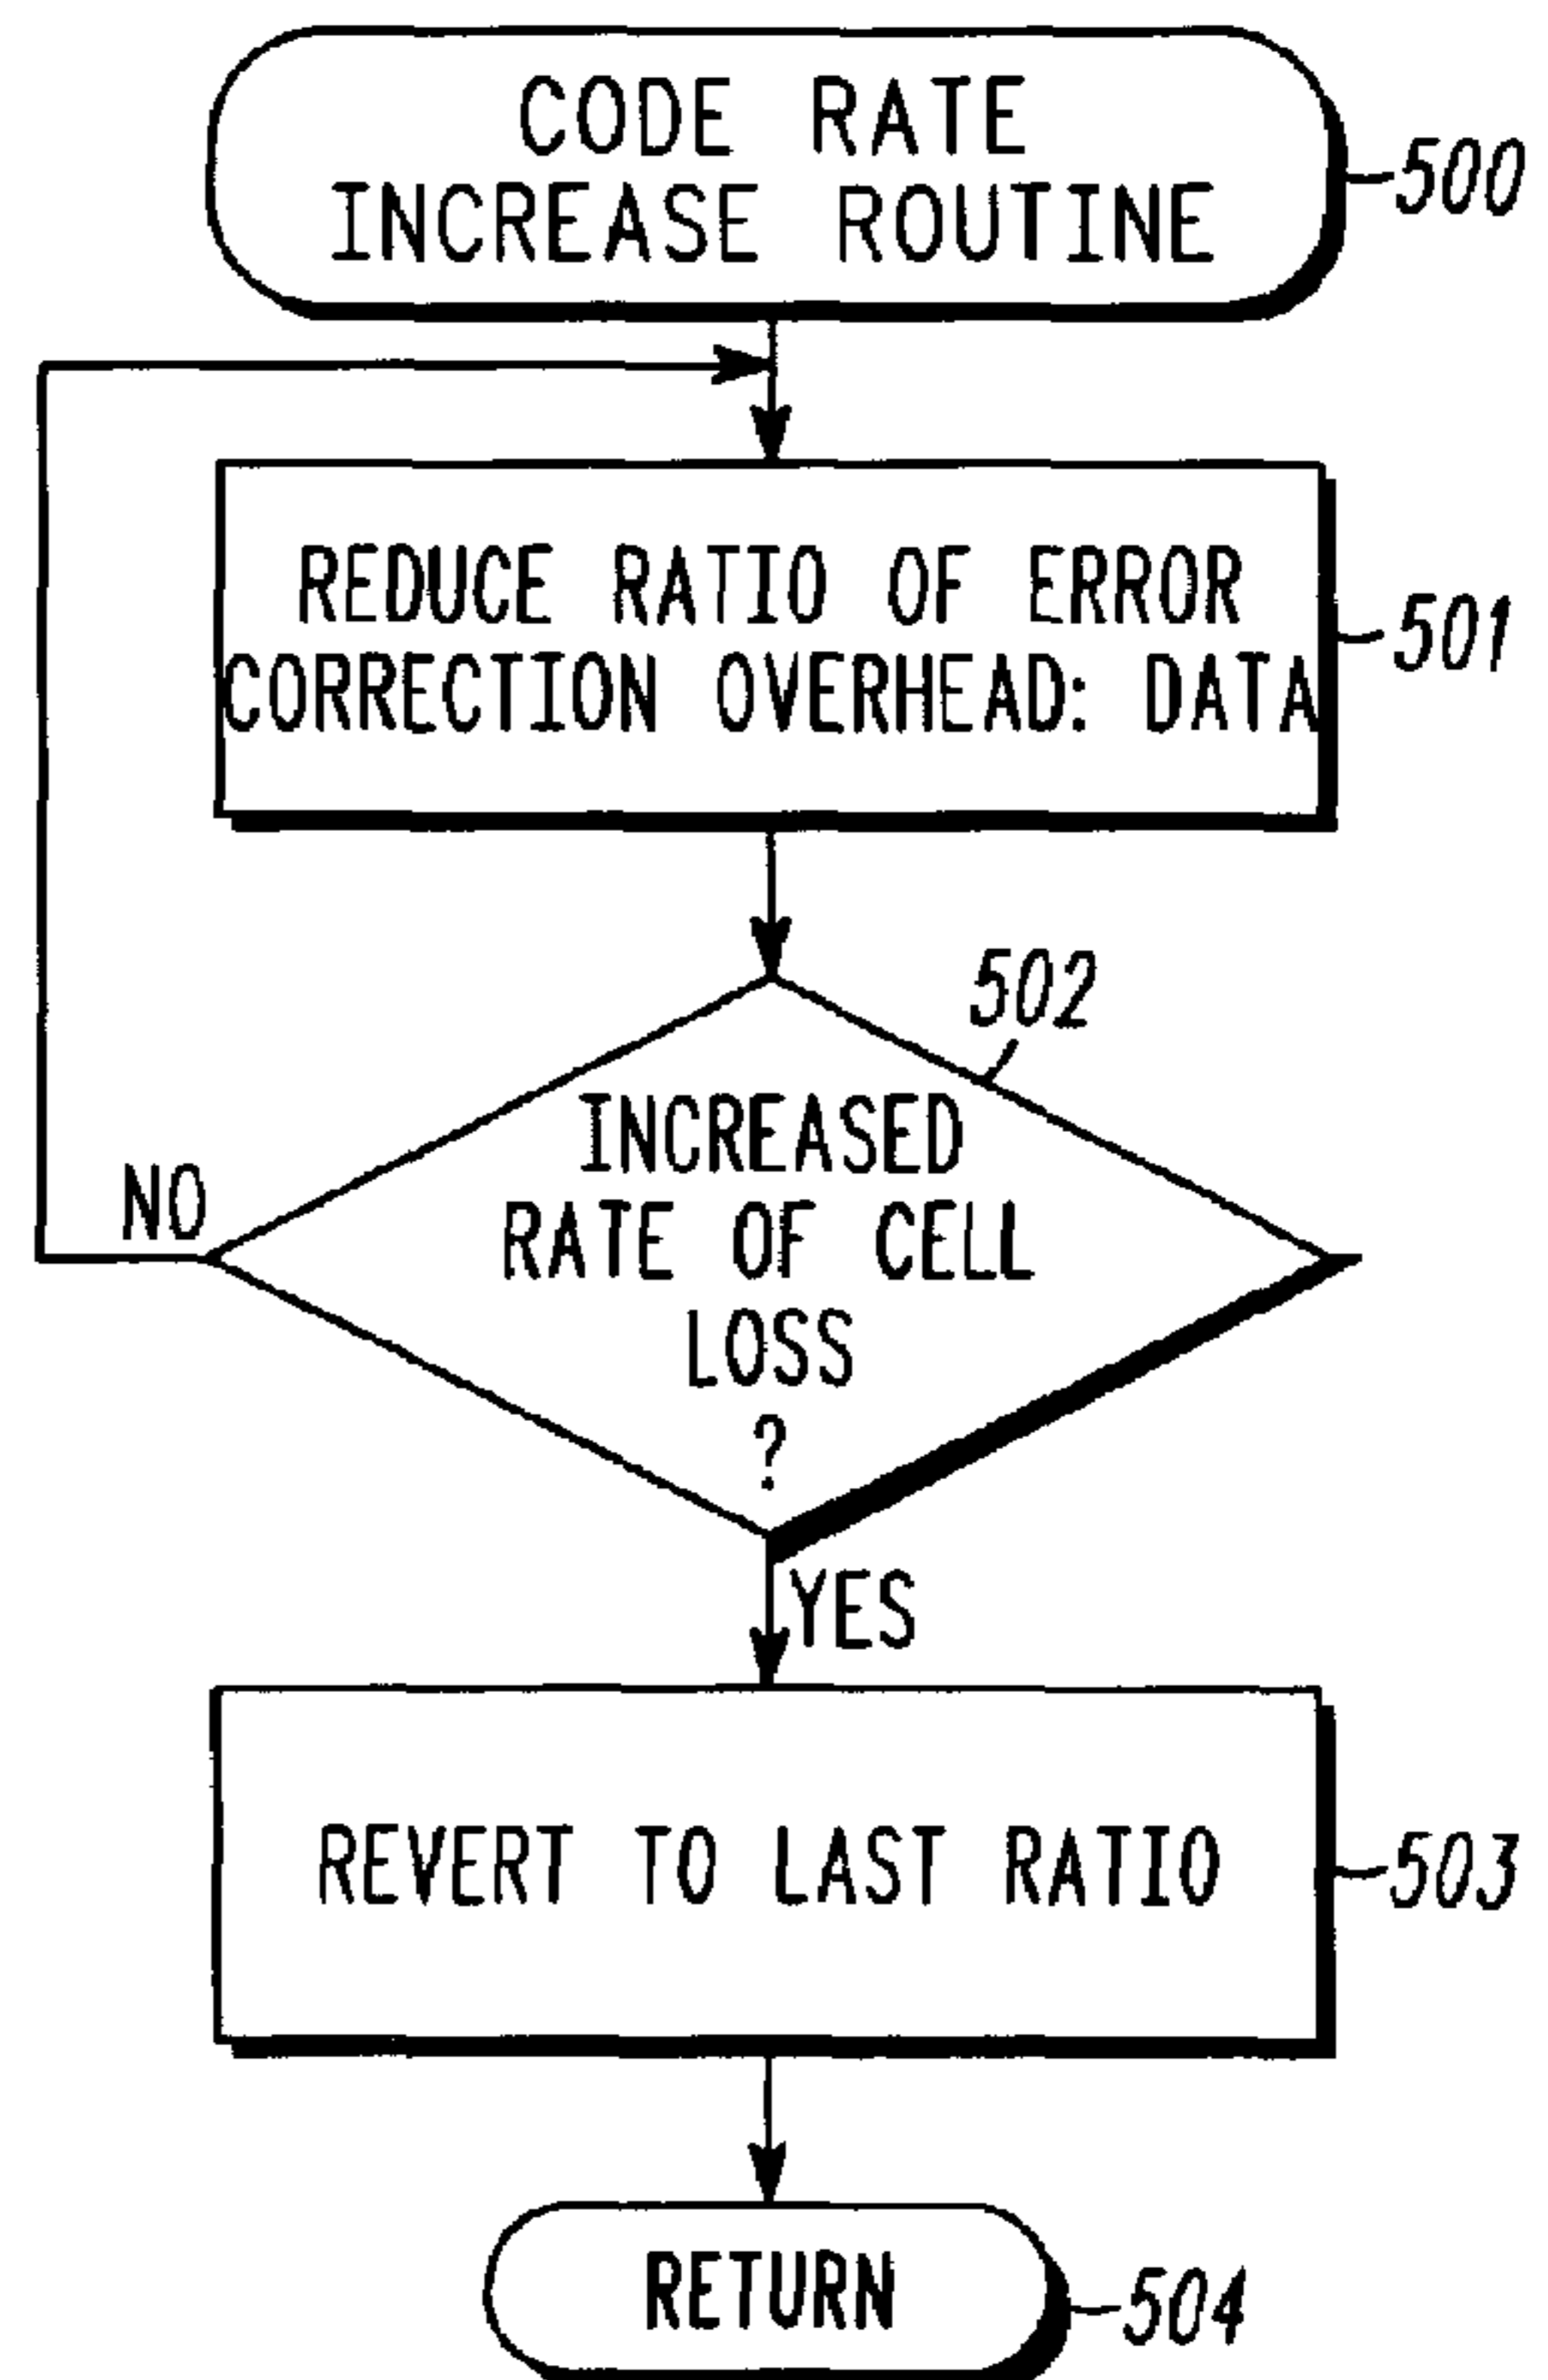 CODE RATE
INCREASE ROUTINE
500
REDUCE RATIO OF ERROR
CORRECTION OVERHEAD: DATA
501
502
INCREASED
RATE OF CELL
LOSS
?
NO
YES
REVERT TO LAST RATIO
503
RETURN
504